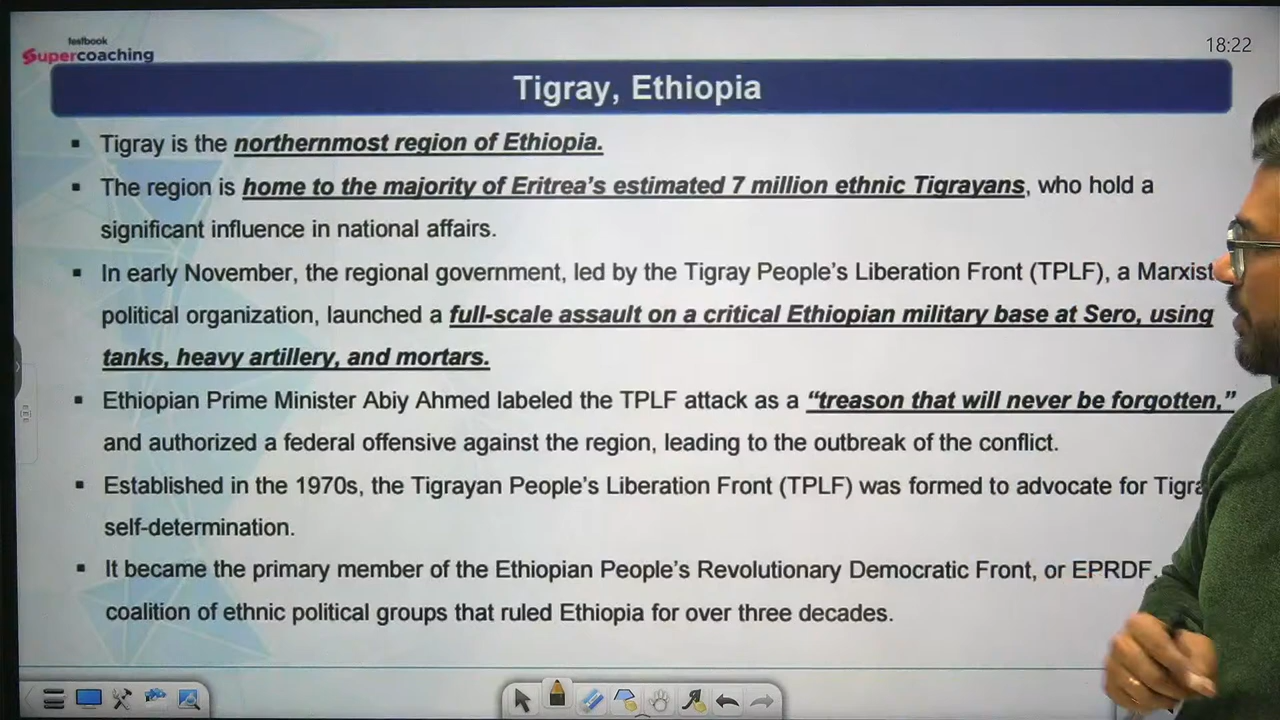 testbook
Supercoaching
18:22
Tigray, Ethiopia
▪ Tigray is the northernmost region of Ethiopia.
▪ The region is home to the majority of Eritrea's estimated 7 million ethnic Tigrayans, who hold a
significant influence in national affairs.
▪ In early November, the regional government, led by the Tigray People's Liberation Front (TPLF), a Marxist
political organization, launched a full-scale assault on a critical Ethiopian military base at Sero, using
tanks, heavy artillery, and mortars.
▪ Ethiopian Prime Minister Abiy Ahmed labeled the TPLF attack as a “treason that will never be forgotten,”
and authorized a federal offensive against the region, leading to the outbreak of the conflict.
▪ Established in the 1970s, the Tigrayan People's Liberation Front (TPLF) was formed to advocate for
self-determination.
▪ It became the primary member of the Ethiopian People's Revolutionary Democratic Front, or EPRDF,
coalition of ethnic political groups that ruled Ethiopia for over three decades.